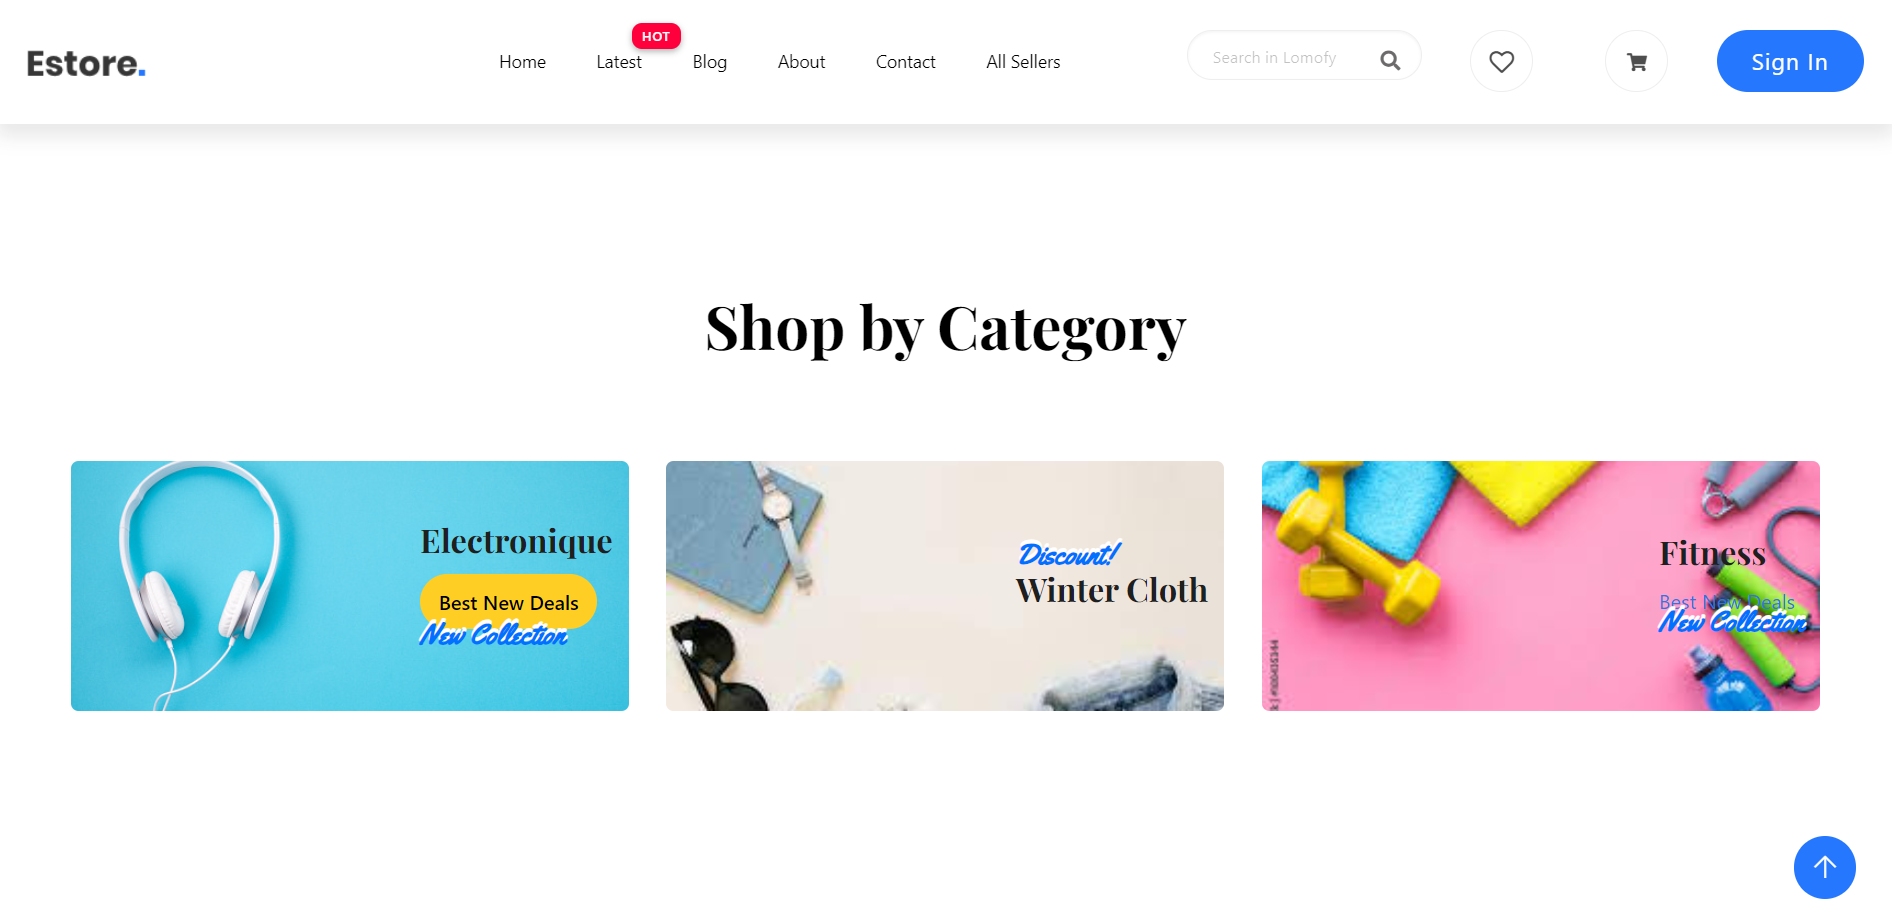 Estore.
Home
Latest
HOT
Blog
About
Contact
All Sellers
Search in Lomofy
Sign In
Shop by Category
Electronique
Best New Deals
New Collection
Discount!
Winter Cloth
Fitness
Best New Deals
New Collection